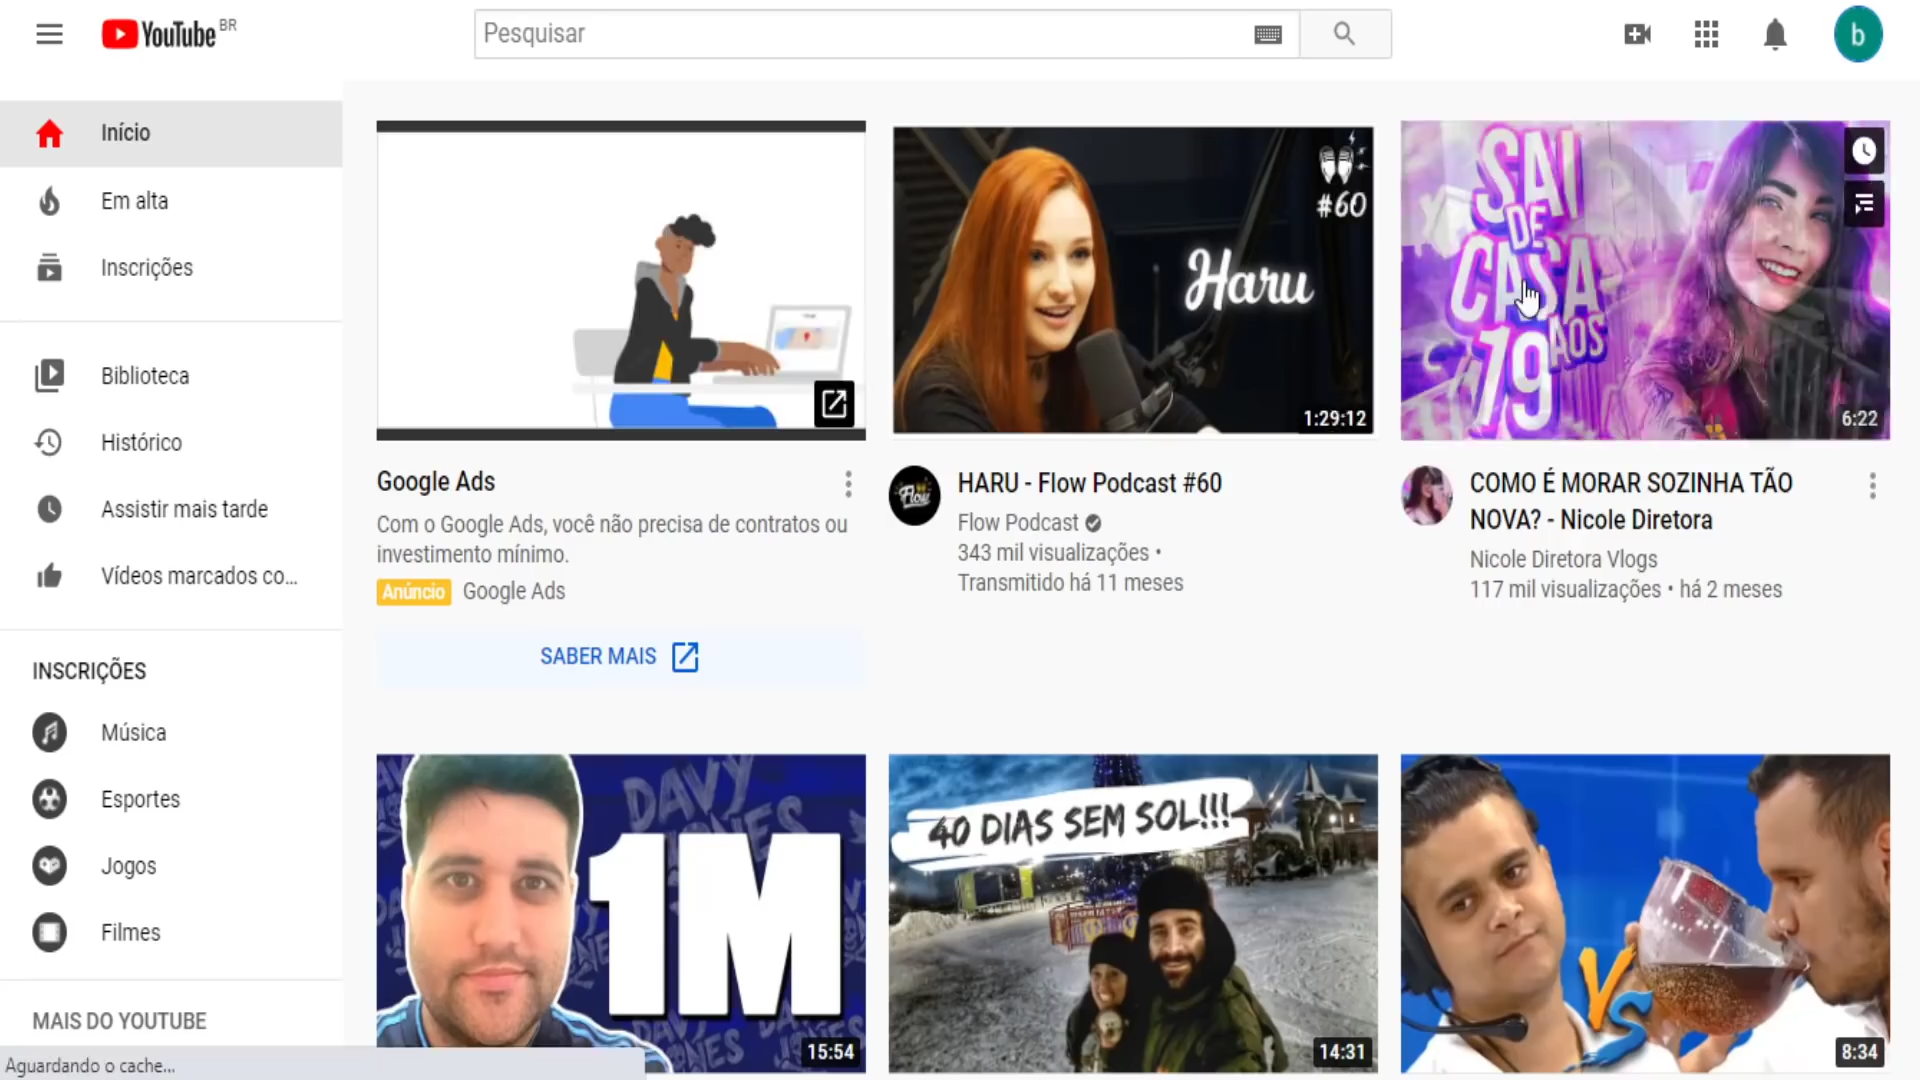 YouTube BR
Pesquisar
b
Início
Em alta
Inscrições
Biblioteca
Histórico
Assistir mais tarde
Vídeos marcados co...
INSCRIÇÕES
Música
Esportes
Jogos
Filmes
MAIS DO YOUTUBE
Aguardando o cache...
Google Ads
Com o Google Ads, você não precisa de contratos ou
investimento mínimo.
Anúncio Google Ads
SABER MAIS
#60
Haru
1:29:12
Flow
HARU - Flow Podcast #60
Flow Podcast
343 mil visualizações •
Transmitido há 11 meses
SAI
DE
CASA
AOS
19
6:22
COMO É MORAR SOZINHA TÃO
NOVA? - Nicole Diretora
Nicole Diretora Vlogs
117 mil visualizações • há 2 meses
DAVY
JONES
1M
15:54
40 DIAS SEM SOL!!!
14:31
VS
8:34